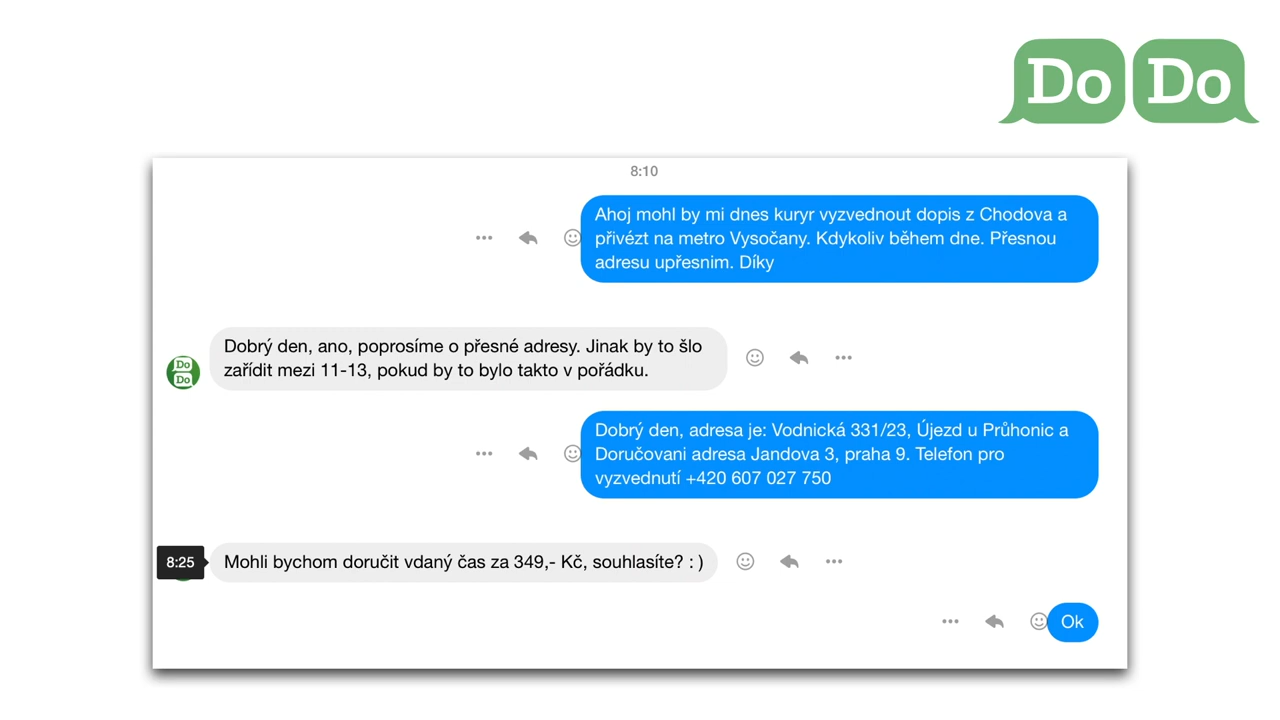 Do Do
8:10
Ahoj mohl by mi dnes kuryr vyzvednout dopis z Chodova a
přivézt na metro Vysočany. Kdykoliv během dne. Přesnou
adresu upřesnim. Díky
Dobrý den, ano, poprosíme o přesné adresy. Jinak by to šlo
zařídit mezi 11-13, pokud by to bylo takto v pořádku.
Do
Do
Dobrý den, adresa je: Vodnická 331/23, Újezd u Průhonic a
Doručovani adresa Jandova 3, praha 9. Telefon pro
vyzvednutí +420 607 027 750
8:25
Mohli bychom doručit vdaný čas za 349,- Kč, souhlasíte? : )
Ok